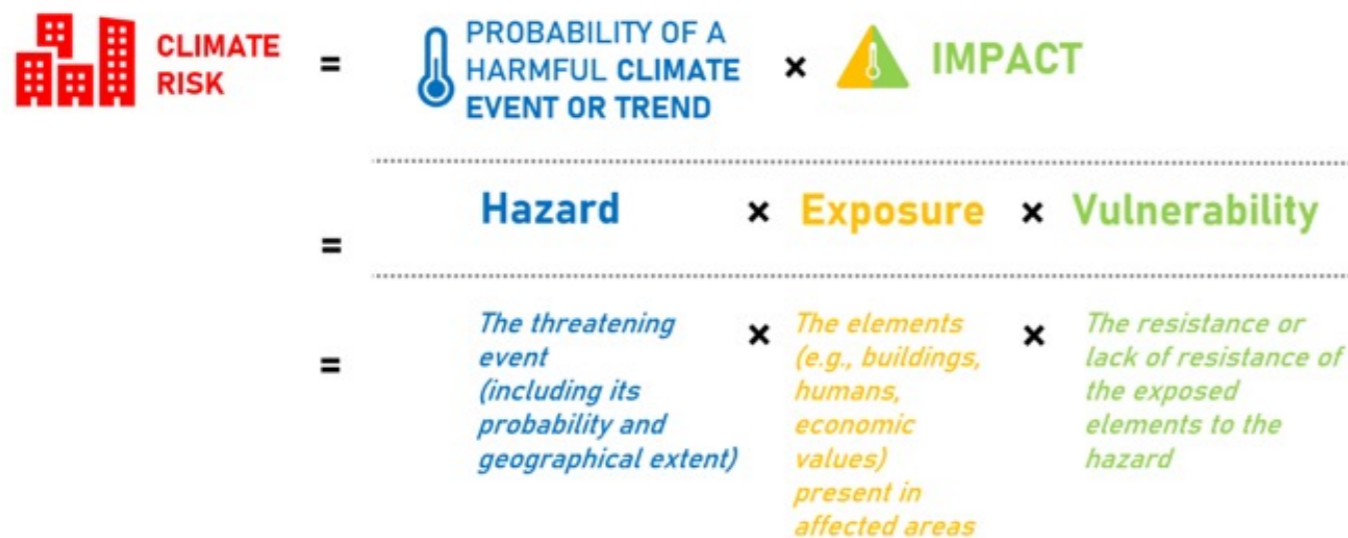 CLIMATE
RISK
=
PROBABILITY OF A
HARMFUL CLIMATE
EVENT OR TREND
×
IMPACT
=
Hazard × Exposure × Vulnerability
=
The threatening
event
(including its
probability and
geographical extent)
×
The elements
(e.g., buildings,
humans,
economic
values)
present in
affected areas
×
The resistance or
lack of resistance of
the exposed
elements to the
hazard